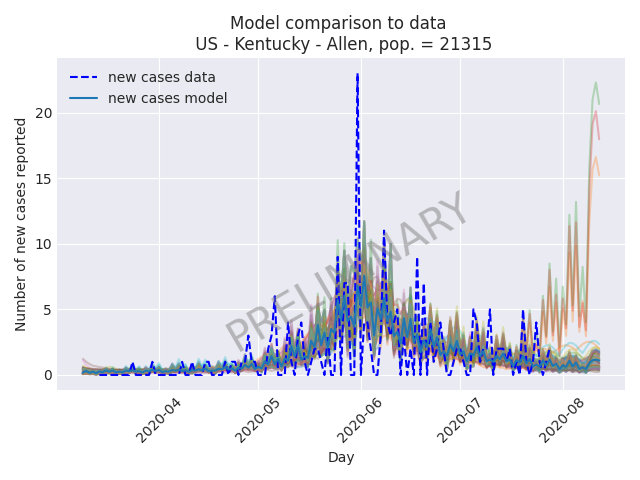 Model comparison to data
US - Kentucky - Allen, pop. = 21315
new cases data
new cases model
PRELIMINARY
Number of new cases reported
20
15
10
5
0
2020-04
2020-05
2020-06
2020-07
2020-08
Day